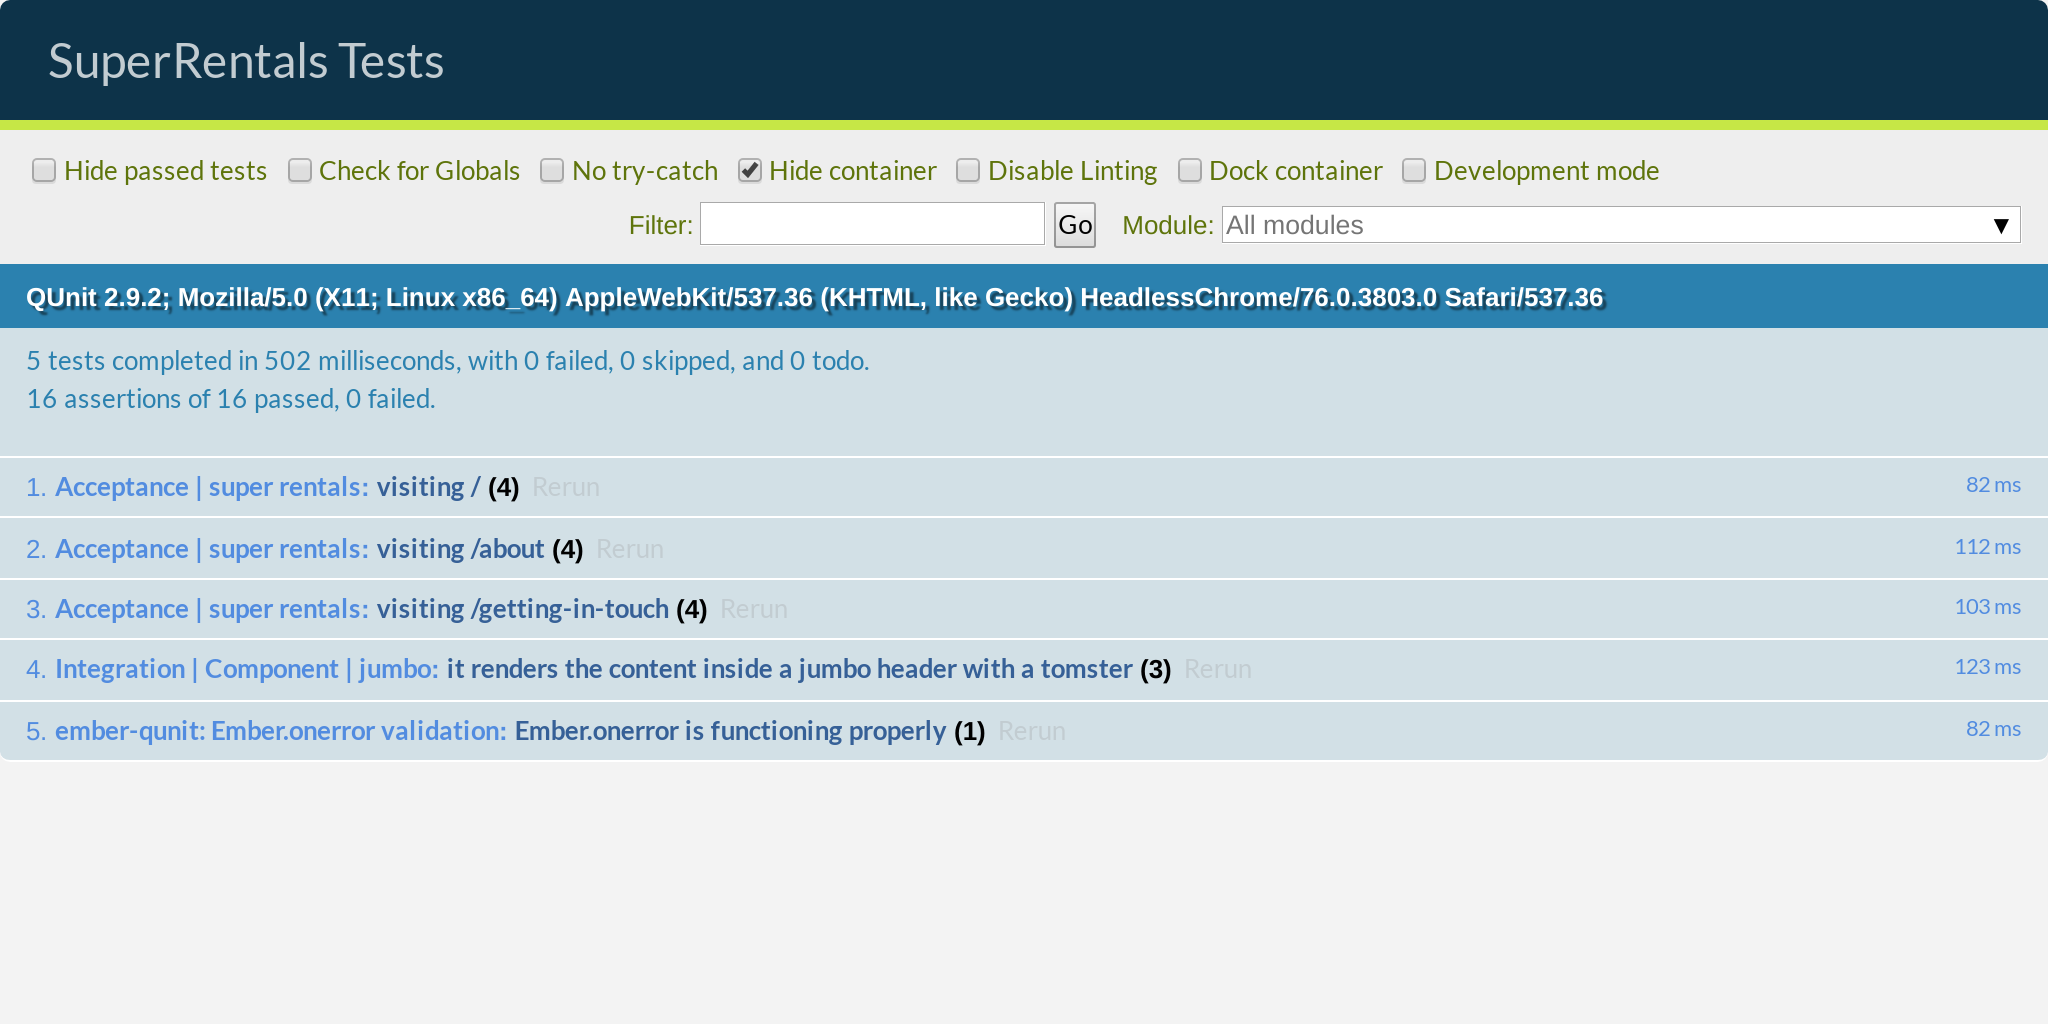 SuperRentals Tests
Hide passed tests Check for Globals No try-catch Hide container Disable Linting Dock container Development mode
Filter: Go Module: All modules ▼
QUnit 2.9.2; Mozilla/5.0 (X11; Linux x86_64) AppleWebKit/537.36 (KHTML, like Gecko) HeadlessChrome/76.0.3803.0 Safari/537.36
5 tests completed in 502 milliseconds, with 0 failed, 0 skipped, and 0 todo.
16 assertions of 16 passed, 0 failed.
1. Acceptance | super rentals: visiting / (4) Rerun 82 ms
2. Acceptance | super rentals: visiting /about (4) Rerun 112 ms
3. Acceptance | super rentals: visiting /getting-in-touch (4) Rerun 103 ms
4. Integration | Component | jumbo: it renders the content inside a jumbo header with a tomster (3) Rerun 123 ms
5. ember-qunit: Ember.onerror validation: Ember.onerror is functioning properly (1) Rerun 82 ms